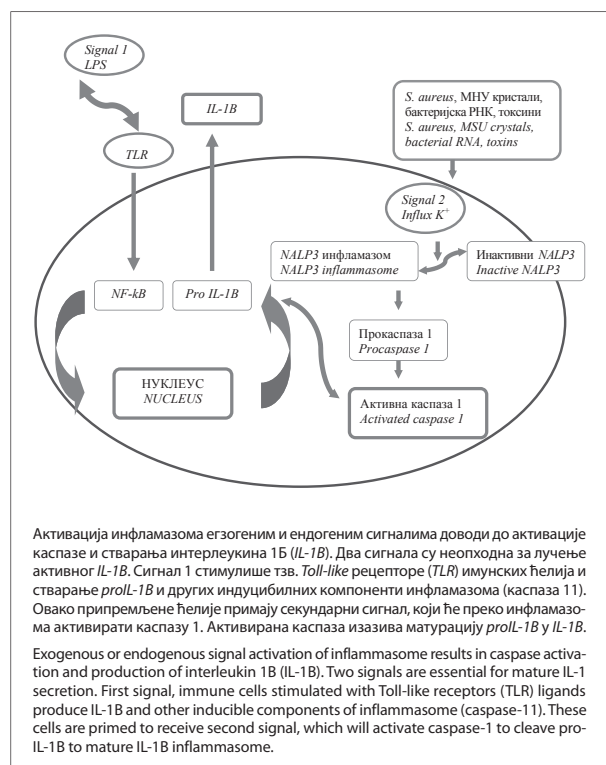 Signal 1
LPS
IL-1B
TLR
S. aureus, МНУ кристали,
бактеријска РНК, токсини
S. aureus, MSU crystals,
bacterial RNA, toxins
Signal 2
Influx K⁺
NALP3 инфламазом
NALP3 inflammasome
Инактивни NALP3
Inactive NALP3
NF-kB
Pro IL-1B
Прокаспаза 1
Procaspase 1
НУКЛЕУС
NUCLEUS
Активна каспаза 1
Activated caspase 1
Активација инфламазома егзогеним и ендогеним сигналима доводи до активације
каспазе и стварања интерлеукина 1Б (IL-1B). Два сигнала су неопходна за лучење
активног IL-1B. Сигнал 1 стимулише тзв. Toll-like рецепторе (TLR) имунских ћелија и
стварање proIL-1B и других индуцибилних компоненти инфламазома (каспаза 11).
Овако припремљене ћелије примају секундарни сигнал, који ће преко инфламазо-
ма активирати каспазу 1. Активирана каспаза изазива матурацију proIL-1B у IL-1B.
Exogenous or endogenous signal activation of inflammasome results in caspase activa-
tion and production of interleukin 1B (IL-1B). Two signals are essential for mature IL-1
secretion. First signal, immune cells stimulated with Toll-like receptors (TLR) ligands
produce IL-1B and other inducible components of inflammasome (caspase-11). These
cells are primed to receive second signal, which will activate caspase-1 to cleave pro-
IL-1B to mature IL-1B inflammasome.